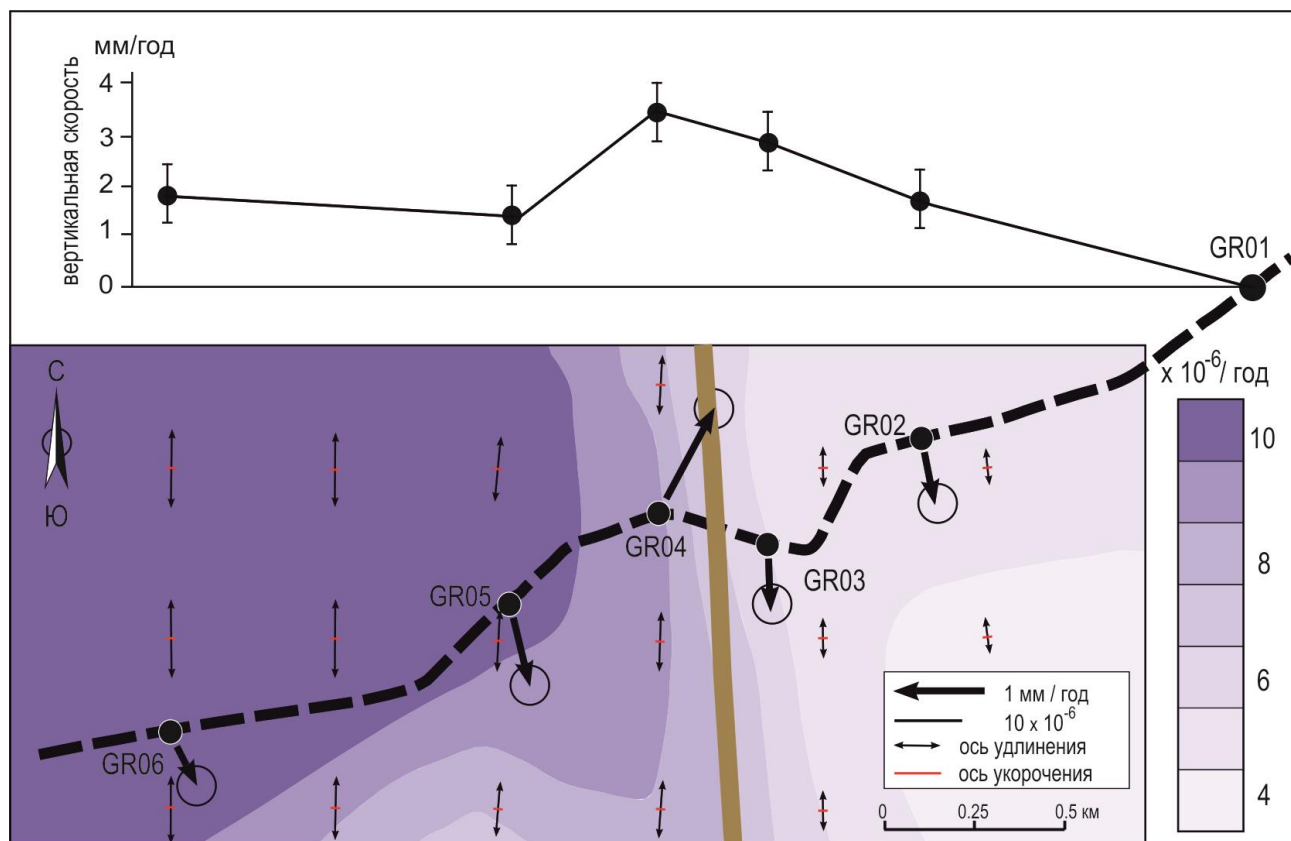 мм/год
вертикальная скорость
4
3
2
1
0
GR01
С
Ю
GR02
GR04
GR03
GR05
GR06
x 10⁻⁶/ год
10
8
6
4
1 мм / год
10 x 10⁻⁶
ось удлинения
ось укорочения
0 0.25 0.5 км